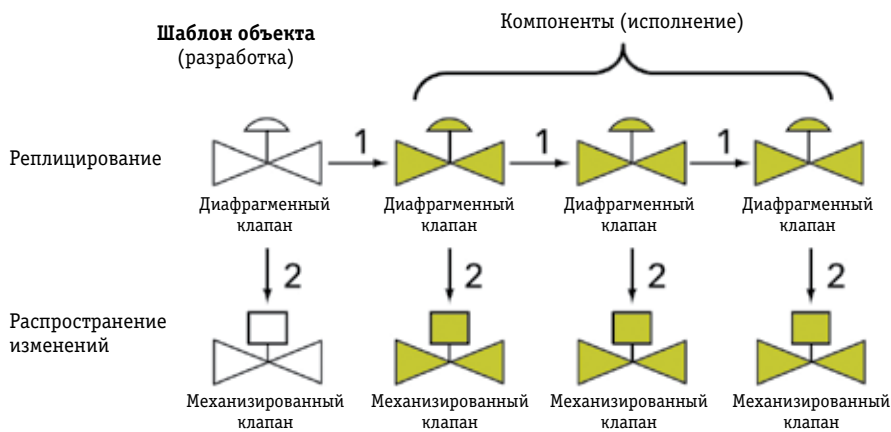 Шаблон объекта
(разработка)
Компоненты (исполнение)
Реплицирование
1
1
1
Диафрагменный
клапан
Диафрагменный
клапан
Диафрагменный
клапан
Диафрагменный
клапан
2
2
2
2
Распространение
изменений
Механизированный
клапан
Механизированный
клапан
Механизированный
клапан
Механизированный
клапан